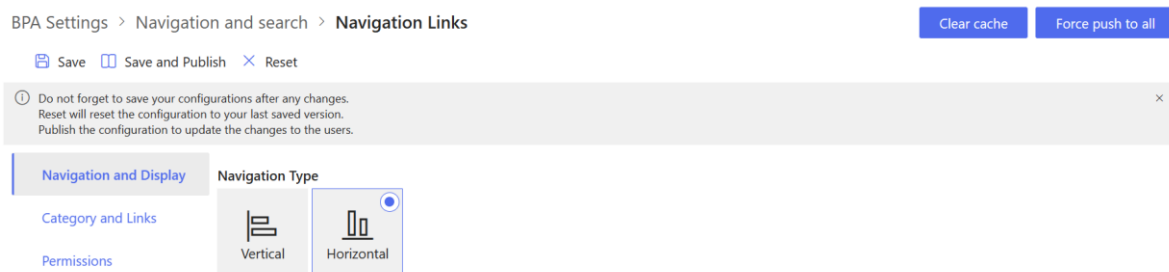 BPA Settings > Navigation and search > Navigation Links
Clear cache
Force push to all
Save
Save and Publish
Reset
Do not forget to save your configurations after any changes.
Reset will reset the configuration to your last saved version.
Publish the configuration to update the changes to the users.
Navigation and Display
Category and Links
Permissions
Navigation Type
Vertical
Horizontal